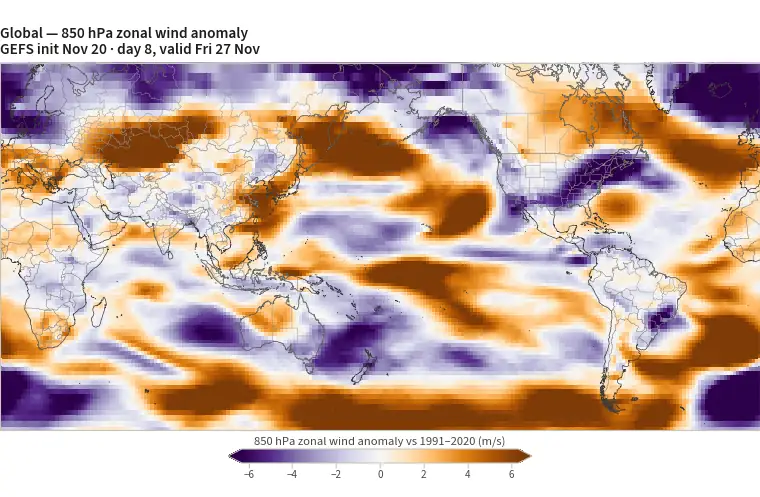 Global — 850 hPa zonal wind anomaly
GEFS init Nov 20 · day 8, valid Fri 27 Nov
850 hPa zonal wind anomaly vs 1991–2020 (m/s)
−6 −4 −2 0 2 4 6